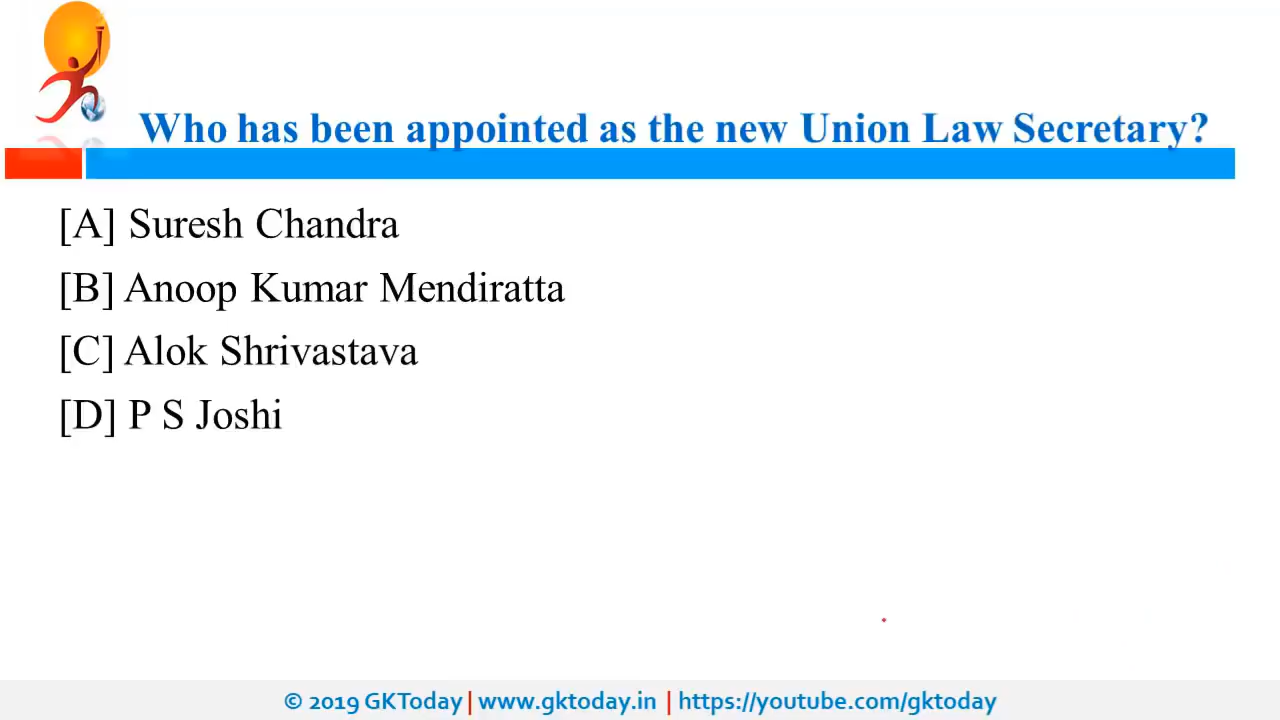 Who has been appointed as the new Union Law Secretary?
[A] Suresh Chandra
[B] Anoop Kumar Mendiratta
[C] Alok Shrivastava
[D] P S Joshi
© 2019 GKToday | www.gktoday.in | https://youtube.com/gktoday